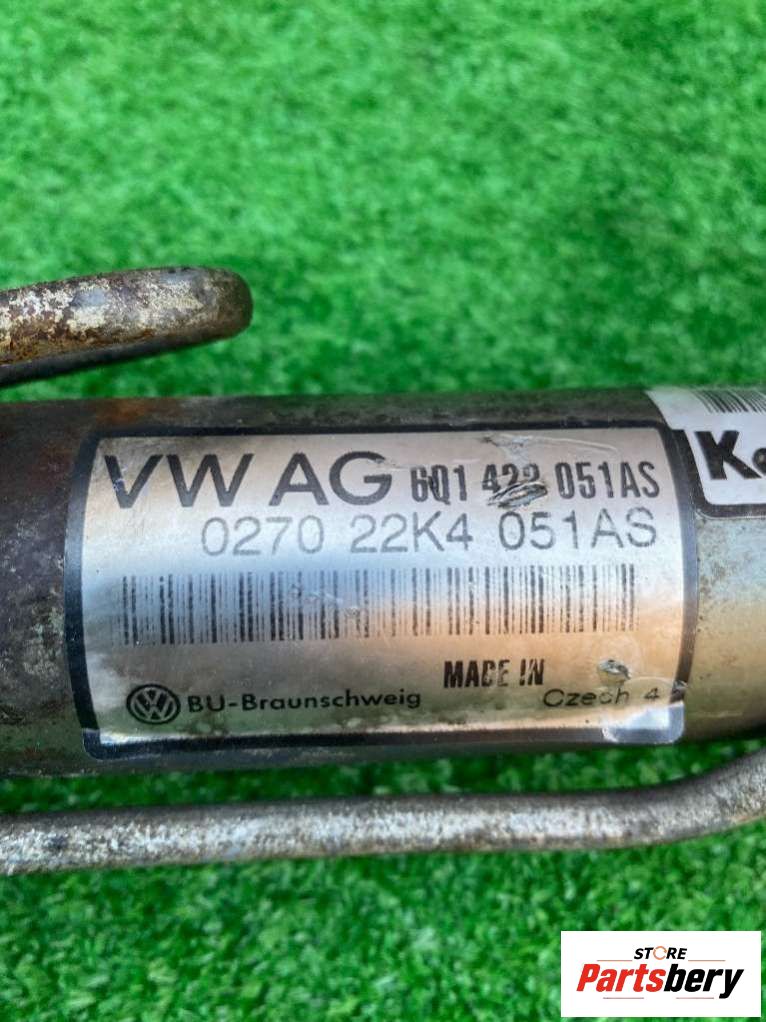 VW AG 6Q1 422 051AS
0270 22K4 051AS
MADE IN
BU-Braunschweig Czech 4
STORE
Partsbery